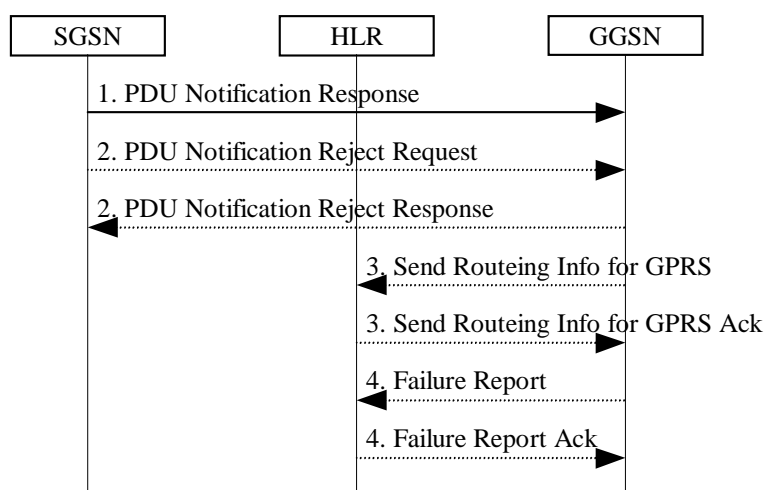 SGSN HLR GGSN
1. PDU Notification Response
2. PDU Notification Reject Request
2. PDU Notification Reject Response
3. Send Routeing Info for GPRS
3. Send Routeing Info for GPRS Ack
4. Failure Report
4. Failure Report Ack